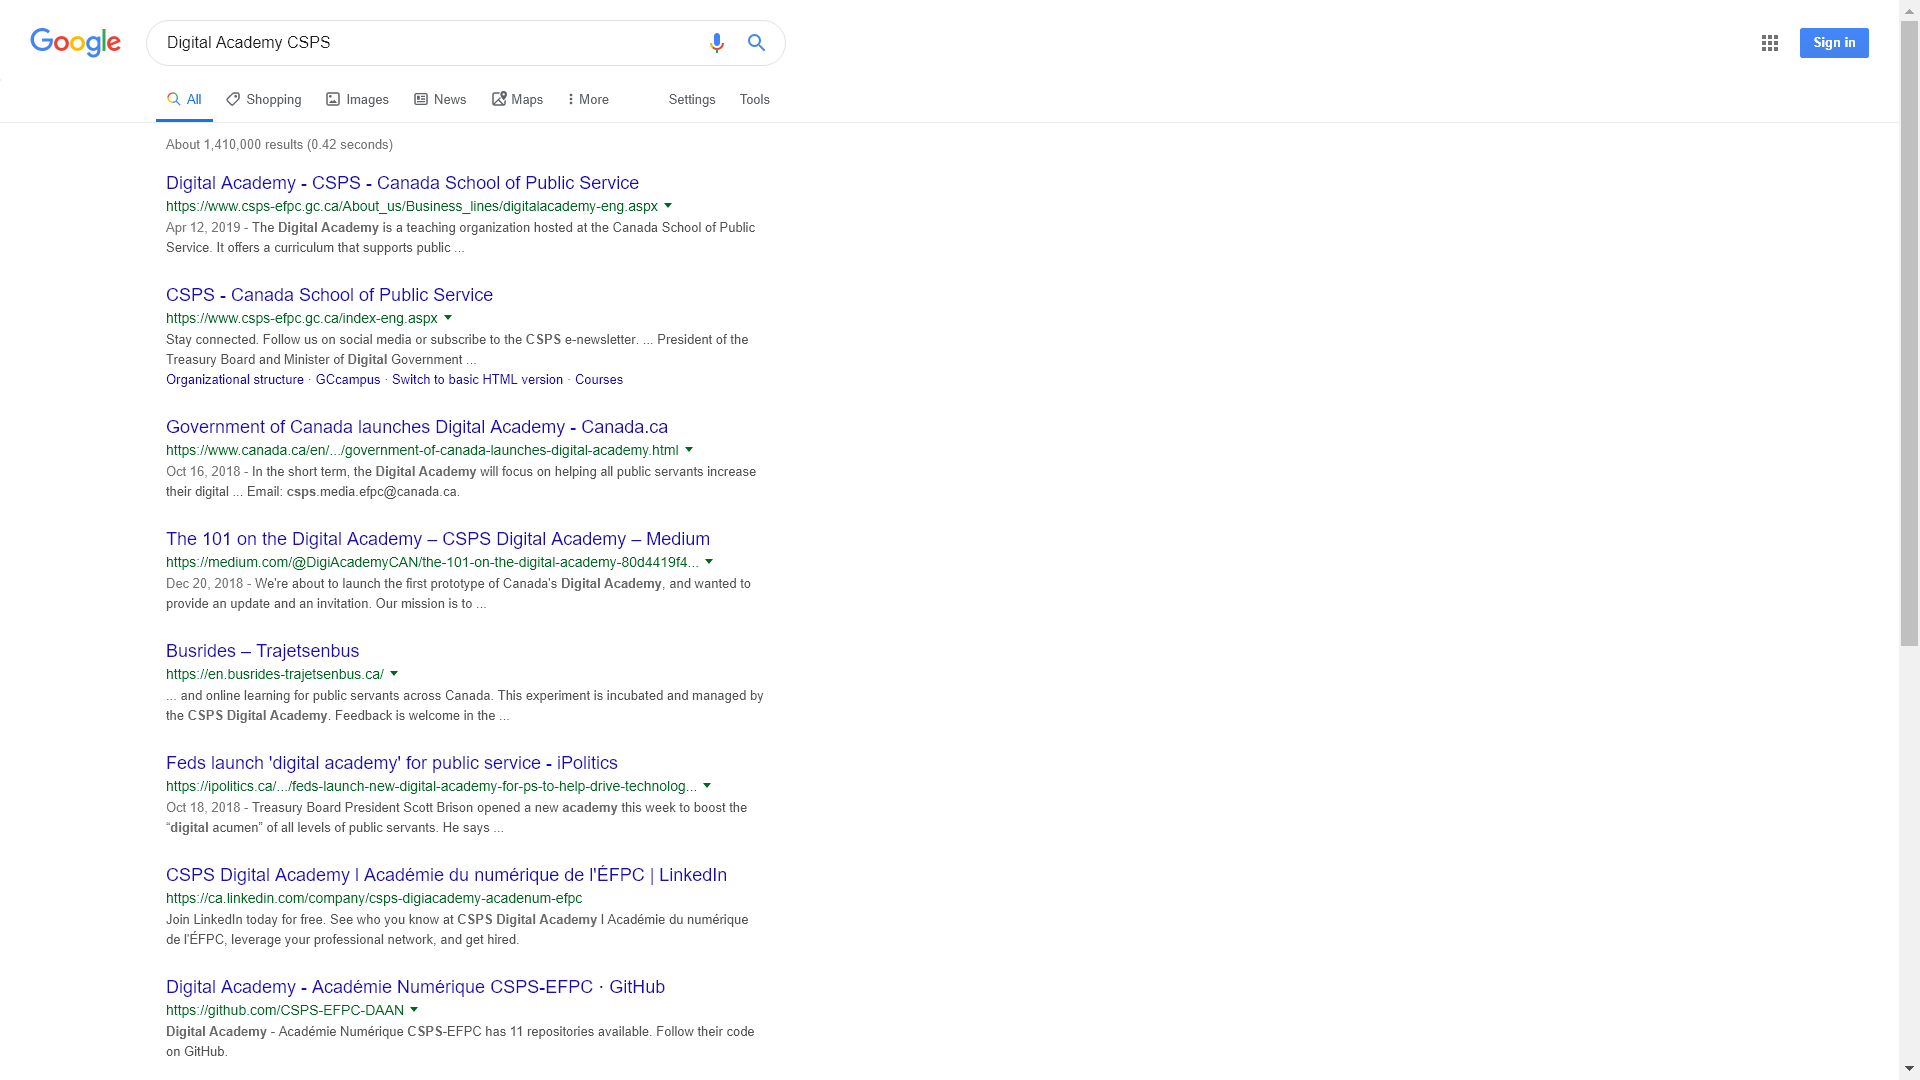 Google
Digital Academy CSPS
Sign in
All
Shopping
Images
News
Maps
More
Settings
Tools
About 1,410,000 results (0.42 seconds)
Digital Academy - CSPS - Canada School of Public Service
https://www.csps-efpc.gc.ca/About_us/Business_lines/digitalacademy-eng.aspx
Apr 12, 2019 - The Digital Academy is a teaching organization hosted at the Canada School of Public
Service. It offers a curriculum that supports public ...
CSPS - Canada School of Public Service
https://www.csps-efpc.gc.ca/index-eng.aspx
Stay connected. Follow us on social media or subscribe to the CSPS e-newsletter. ... President of the
Treasury Board and Minister of Digital Government ...
Organizational structure · GCcampus · Switch to basic HTML version · Courses
Government of Canada launches Digital Academy - Canada.ca
https://www.canada.ca/en/.../government-of-canada-launches-digital-academy.html
Oct 16, 2018 - In the short term, the Digital Academy will focus on helping all public servants increase
their digital ... Email: csps.media.efpc@canada.ca.
The 101 on the Digital Academy – CSPS Digital Academy – Medium
https://medium.com/@DigiAcademyCAN/the-101-on-the-digital-academy-80d4419f4...
Dec 20, 2018 - We're about to launch the first prototype of Canada's Digital Academy, and wanted to
provide an update and an invitation. Our mission is to ...
Busrides – Trajetsenbus
https://en.busrides-trajetsenbus.ca/
... and online learning for public servants across Canada. This experiment is incubated and managed by
the CSPS Digital Academy. Feedback is welcome in the ...
Feds launch 'digital academy' for public service - iPolitics
https://ipolitics.ca/.../feds-launch-new-digital-academy-for-ps-to-help-drive-technolog...
Oct 18, 2018 - Treasury Board President Scott Brison opened a new academy this week to boost the
“digital acumen” of all levels of public servants. He says ...
CSPS Digital Academy l Académie du numérique de l'ÉFPC | LinkedIn
https://ca.linkedin.com/company/csps-digiacademy-acadenum-efpc
Join LinkedIn today for free. See who you know at CSPS Digital Academy l Académie du numérique
de l'ÉFPC, leverage your professional network, and get hired.
Digital Academy - Académie Numérique CSPS-EFPC · GitHub
https://github.com/CSPS-EFPC-DAAN
Digital Academy - Académie Numérique CSPS-EFPC has 11 repositories available. Follow their code
on GitHub.